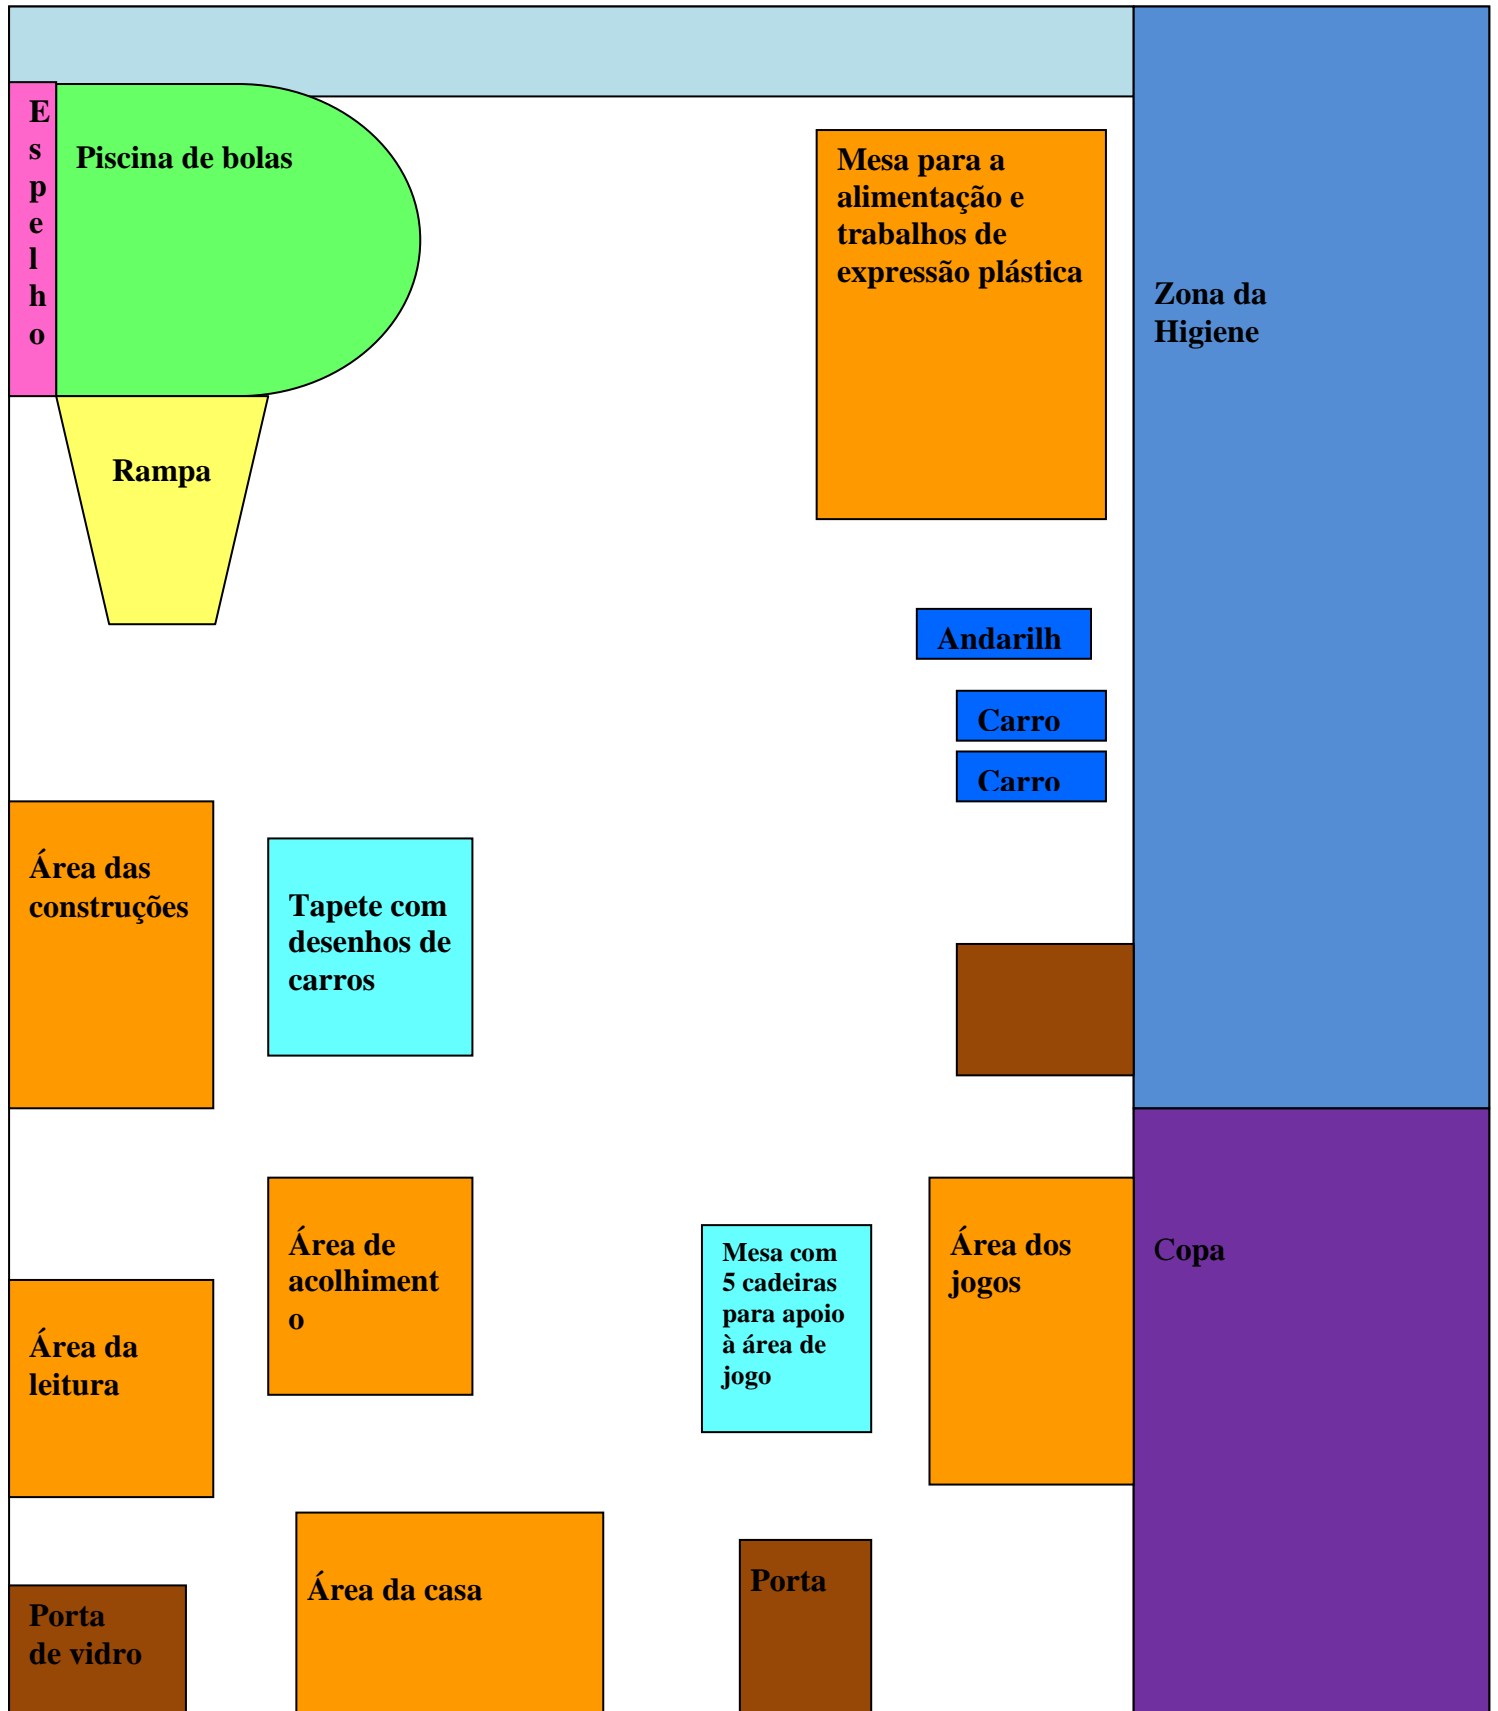 E
s
p
e
l
h
o
Piscina de bolas
Mesa para a
alimentação e
trabalhos de
expressão plástica
Zona da
Higiene
Rampa
Andarilh
Carro
Carro
Área das
construções
Tapete com
desenhos de
carros
Área de
acolhiment
o
Mesa com
5 cadeiras
para apoio
à área de
jogo
Área dos
jogos
Copa
Área da
leitura
Área da casa
Porta
Porta
de vidro